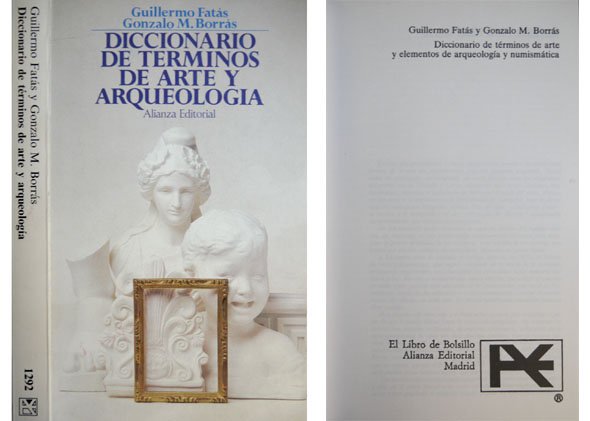 Guillermo Fatás y Gonzalo M. Borrás
Diccionario de términos de arte y arqueología
1292
Guillermo Fatás
Gonzalo M. Borrás
DICCIONARIO
DE TERMINOS
DE ARTE Y
ARQUEOLOGIA
Alianza Editorial
Guillermo Fatás y Gonzalo M. Borrás
Diccionario de términos de arte
y elementos de arqueología y numismática
El Libro de Bolsillo
Alianza Editorial
Madrid
®